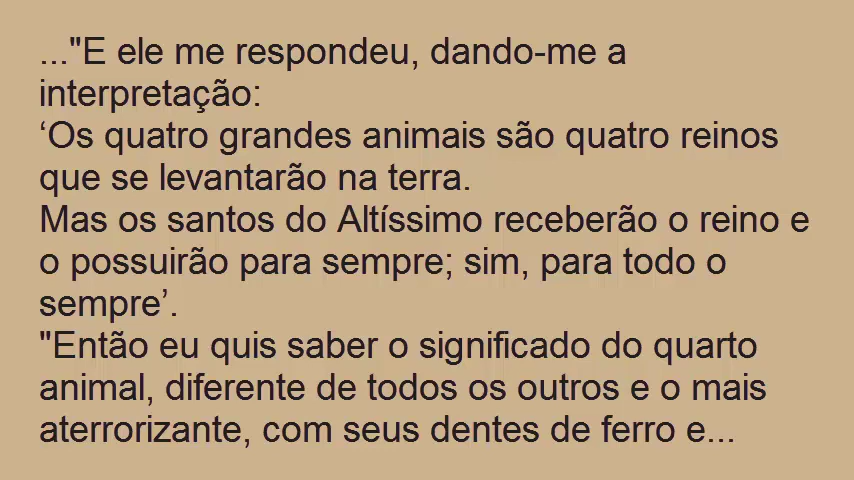 ..."E ele me respondeu, dando-me a
interpretação:
‘Os quatro grandes animais são quatro reinos
que se levantarão na terra.
Mas os santos do Altíssimo receberão o reino e
o possuirão para sempre; sim, para todo o
sempre’.
"Então eu quis saber o significado do quarto
animal, diferente de todos os outros e o mais
aterrorizante, com seus dentes de ferro e...